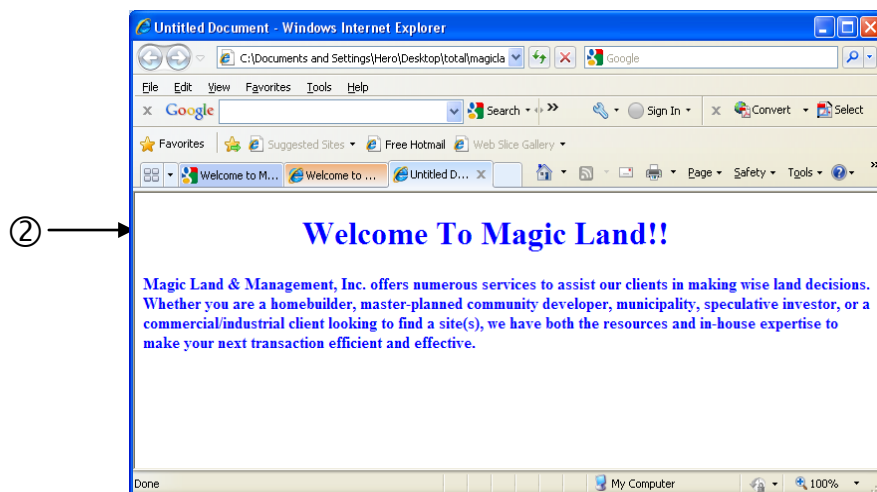 Untitled Document - Windows Internet Explorer
C:\Documents and Settings\Hero\Desktop\total\magicla
Google
File Edit View Favorites Tools Help
x Google Search » Sign In x Convert Select
Favorites Suggested Sites Free Hotmail Web Slice Gallery
Welcome to M... Welcome to ... Untitled D... X Page Safety Tools »
②
Welcome To Magic Land!!
Magic Land & Management, Inc. offers numerous services to assist our clients in making wise land decisions.
Whether you are a homebuilder, master-planned community developer, municipality, speculative investor, or a
commercial/industrial client looking to find a site(s), we have both the resources and in-house expertise to
make your next transaction efficient and effective.
Done My Computer 100%